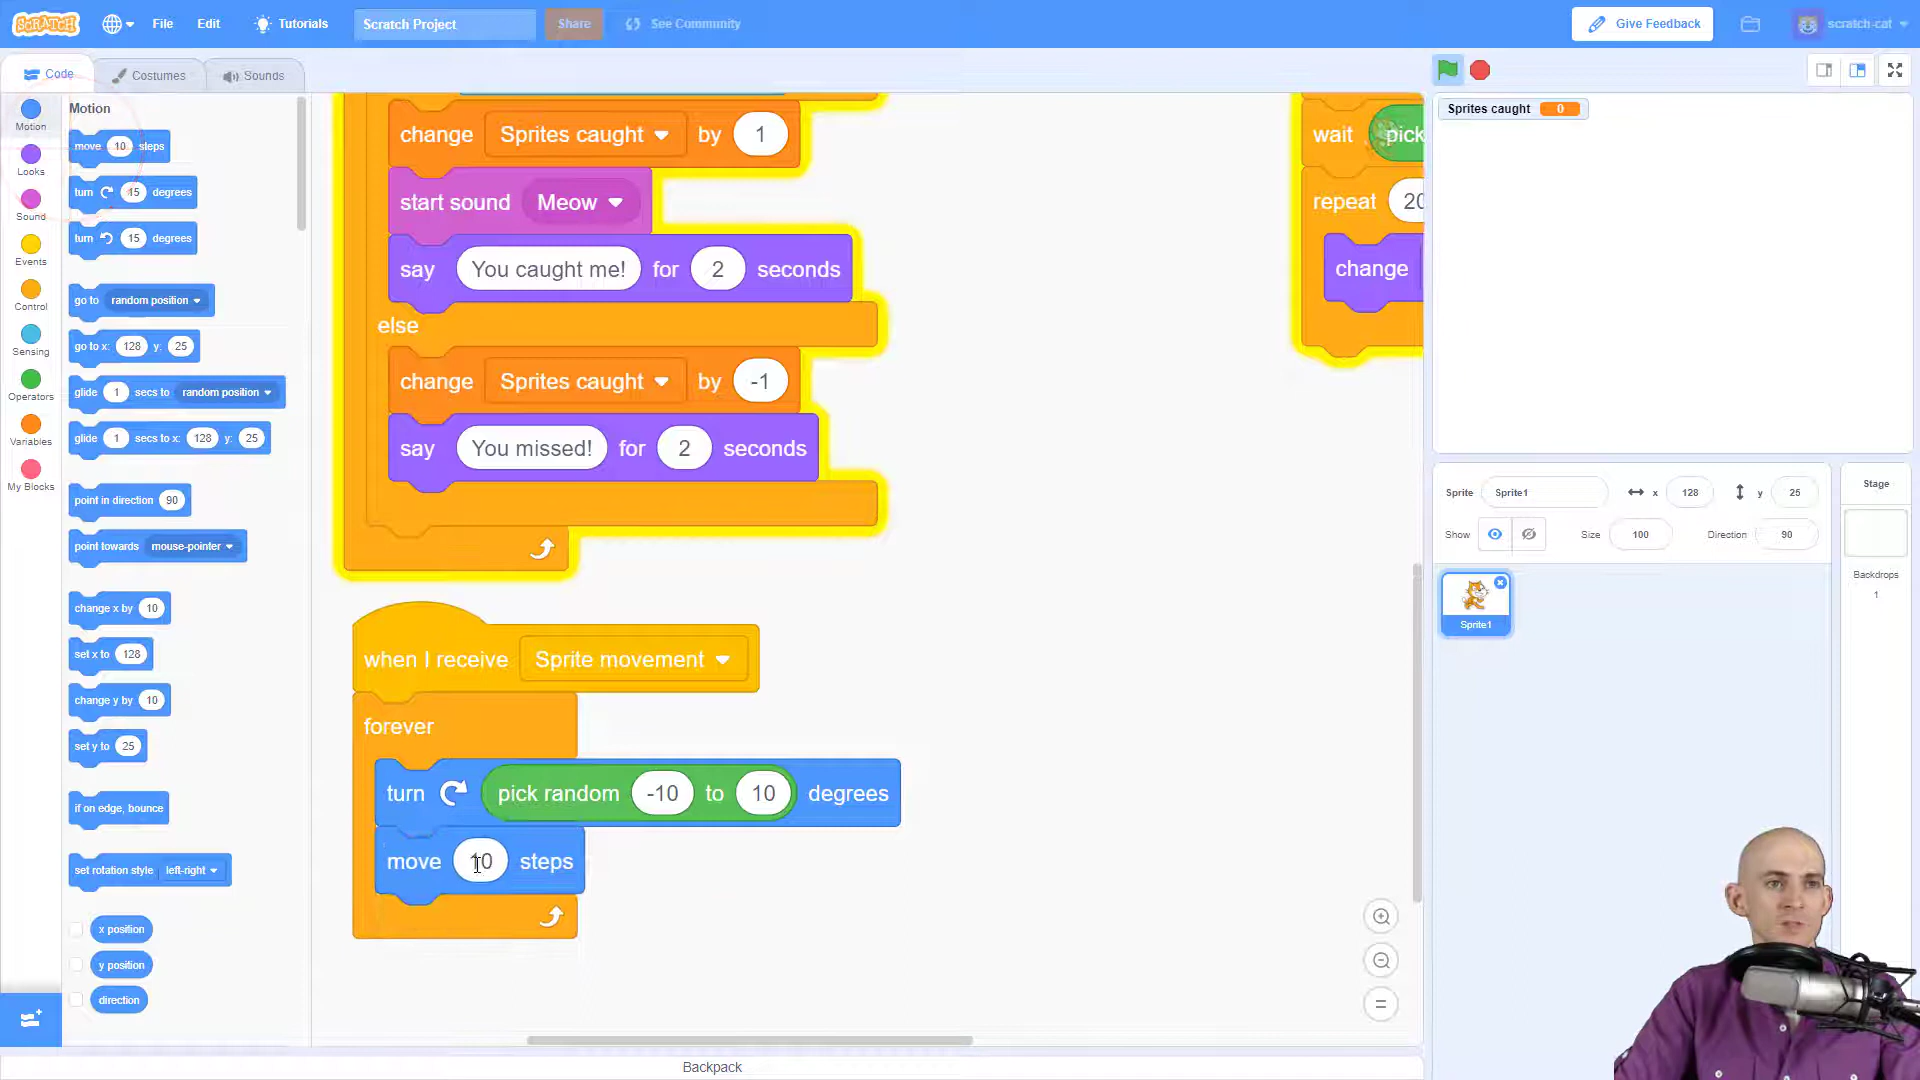 SCRATCH
File
Edit
Tutorials
Scratch Project
Share
See Community
Give Feedback
scratch-cat
Code
Costumes
Sounds
Motion
Looks
Sound
Events
Control
Sensing
Operators
Variables
My Blocks
Motion
move 10 steps
turn 15 degrees
turn 15 degrees
go to random position
go to x: 128 y: 25
glide 1 secs to random position
glide 1 secs to x: 128 y: 25
point in direction 90
point towards mouse-pointer
change x by 10
set x to 128
change y by 10
set y to 25
if on edge, bounce
set rotation style left-right
x position
y position
direction
change Sprites caught by 1
start sound Meow
say You caught me! for 2 seconds
else
change Sprites caught by -1
say You missed! for 2 seconds
when I receive Sprite movement
forever
turn pick random -10 to 10 degrees
move 10 steps
wait pick
repeat 20
change
Backpack
Sprites caught 0
Sprite Sprite1 x 128 y 25
Show Size 100 Direction 90
Sprite1
Stage
Backdrops
1